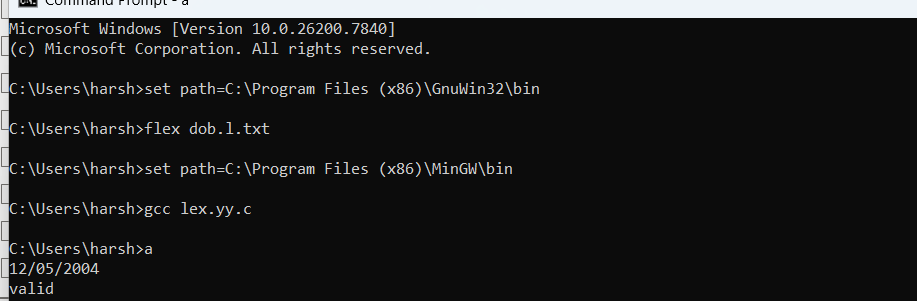 Command Prompt - a
Microsoft Windows [Version 10.0.26200.7840]
(c) Microsoft Corporation. All rights reserved.
C:\Users\harsh>set path=C:\Program Files (x86)\GnuWin32\bin
C:\Users\harsh>flex dob.l.txt
C:\Users\harsh>set path=C:\Program Files (x86)\MinGW\bin
C:\Users\harsh>gcc lex.yy.c
C:\Users\harsh>a
12/05/2004
valid